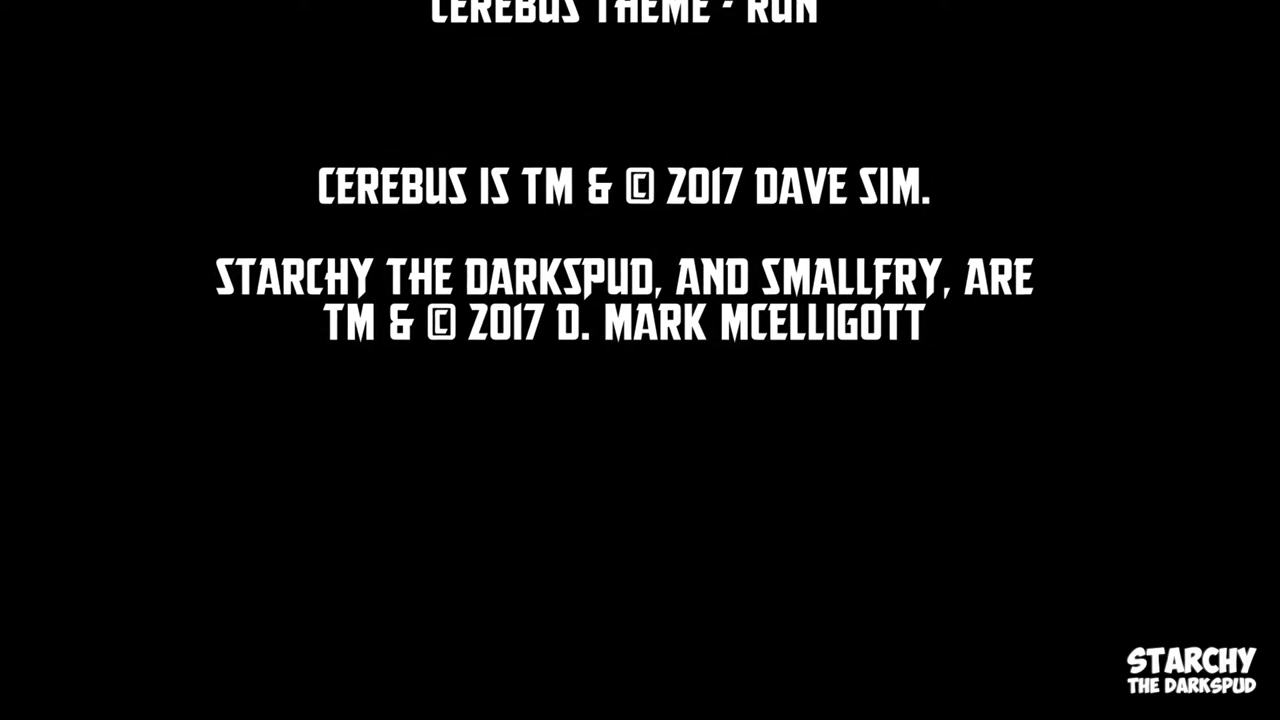 CEREBUS THEME - RUN
CEREBUS IS TM & © 2017 DAVE SIM.
STARCHY THE DARKSPUD, AND SMALLFRY, ARE
TM & © 2017 D. MARK MCELLIGOTT
STARCHY
THE DARKSPUD